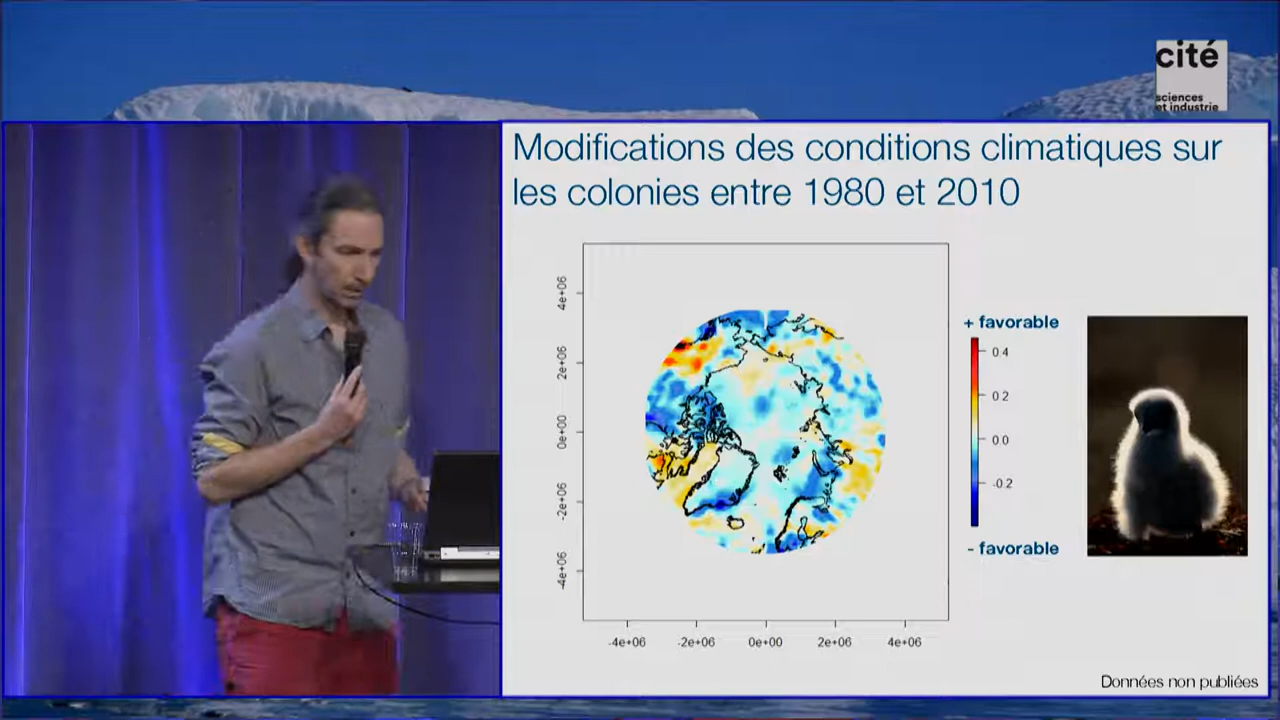 cité
sciences
et industrie
Modifications des conditions climatiques sur
les colonies entre 1980 et 2010
4e+06
2e+06
0e+00
-2e+06
-4e+06
-4e+06
-2e+06
0e+00
2e+06
4e+06
+ favorable
0.4
0.2
0.0
-0.2
- favorable
Données non publiées